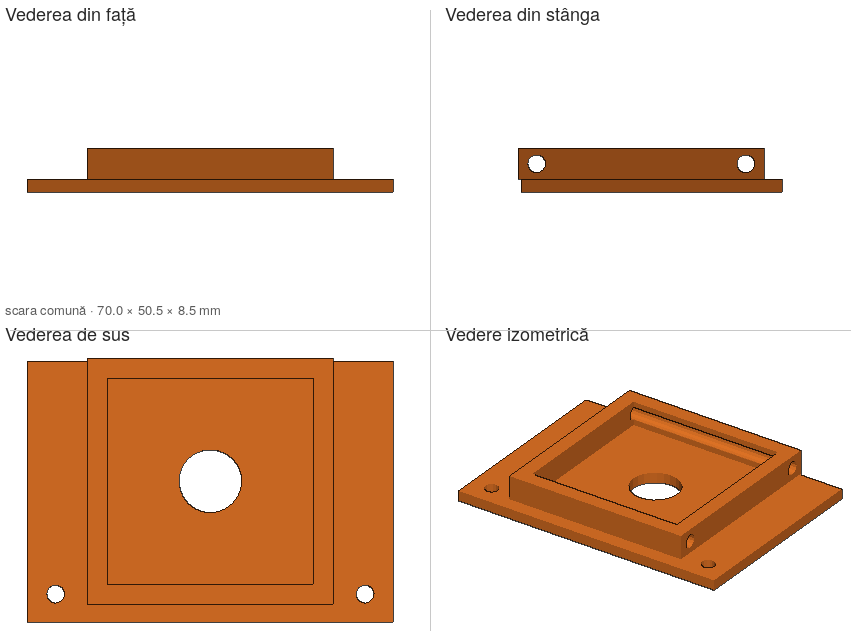 Vederea din față
Vederea din stânga
scara comună · 70.0 × 50.5 × 8.5 mm
Vederea de sus
Vedere izometrică